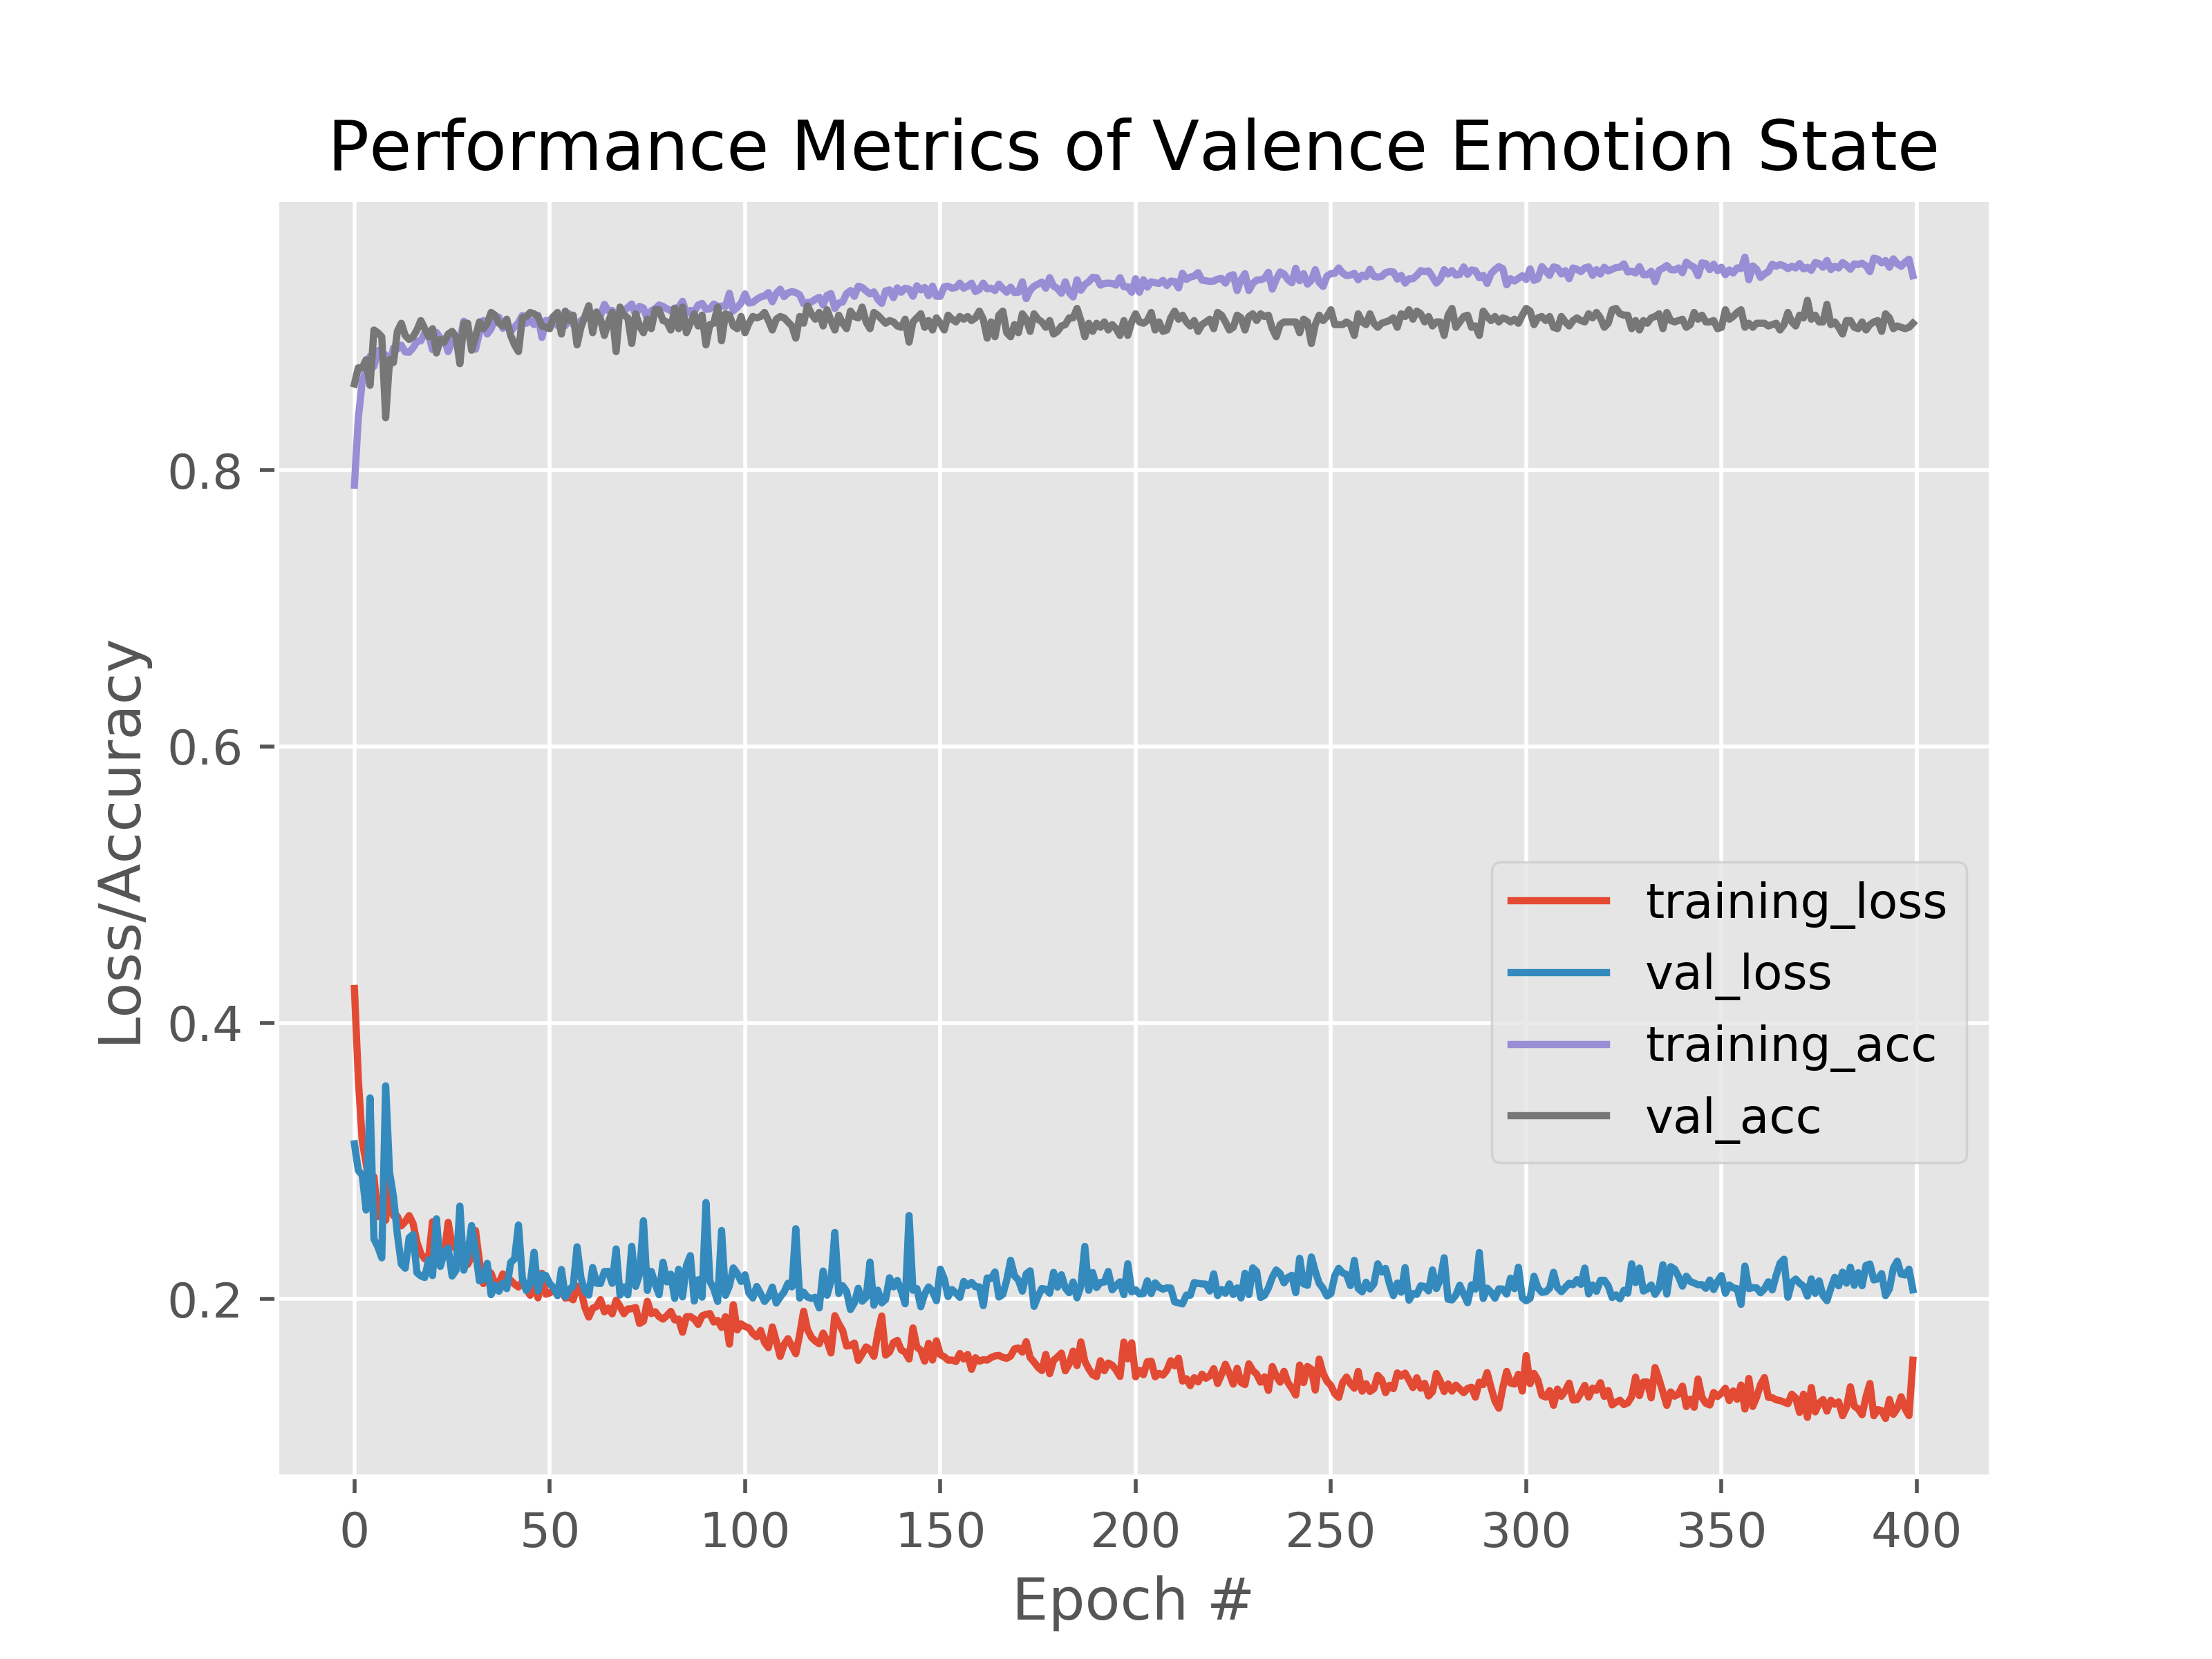 Performance Metrics of Valence Emotion State
Loss/Accuracy
0.8
0.6
0.4
0.2
training_loss
val_loss
training_acc
val_acc
0 50 100 150 200 250 300 350 400
Epoch #